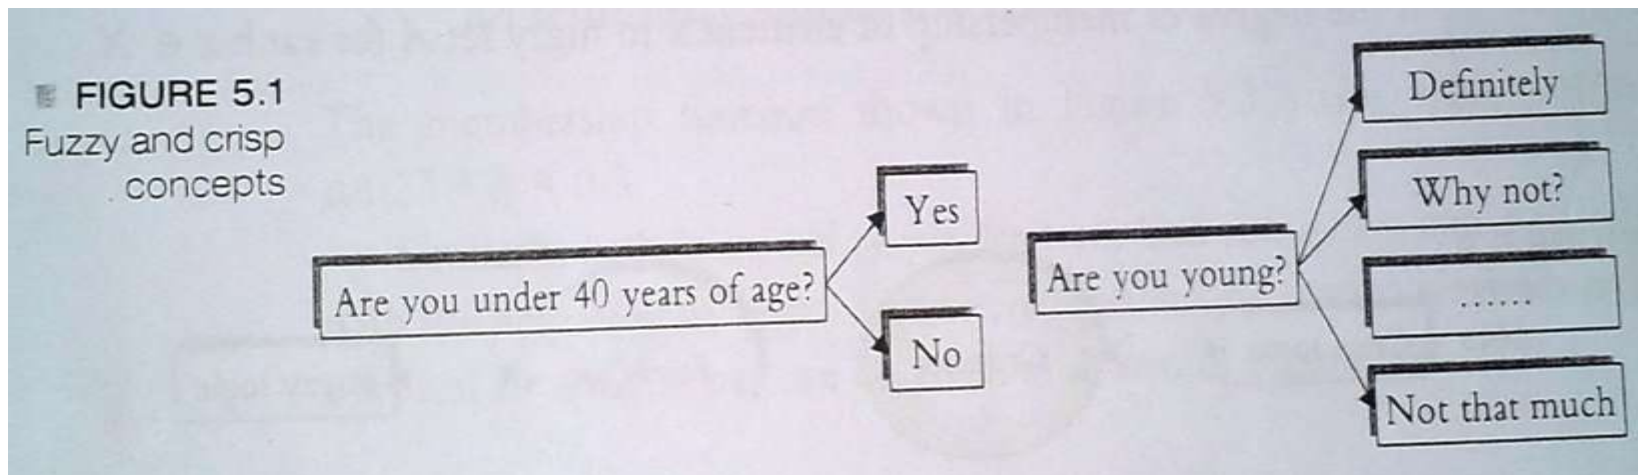 FIGURE 5.1
Fuzzy and crisp
concepts
Are you under 40 years of age?
Yes
No
Are you young?
Definitely
Why not?
......
Not that much